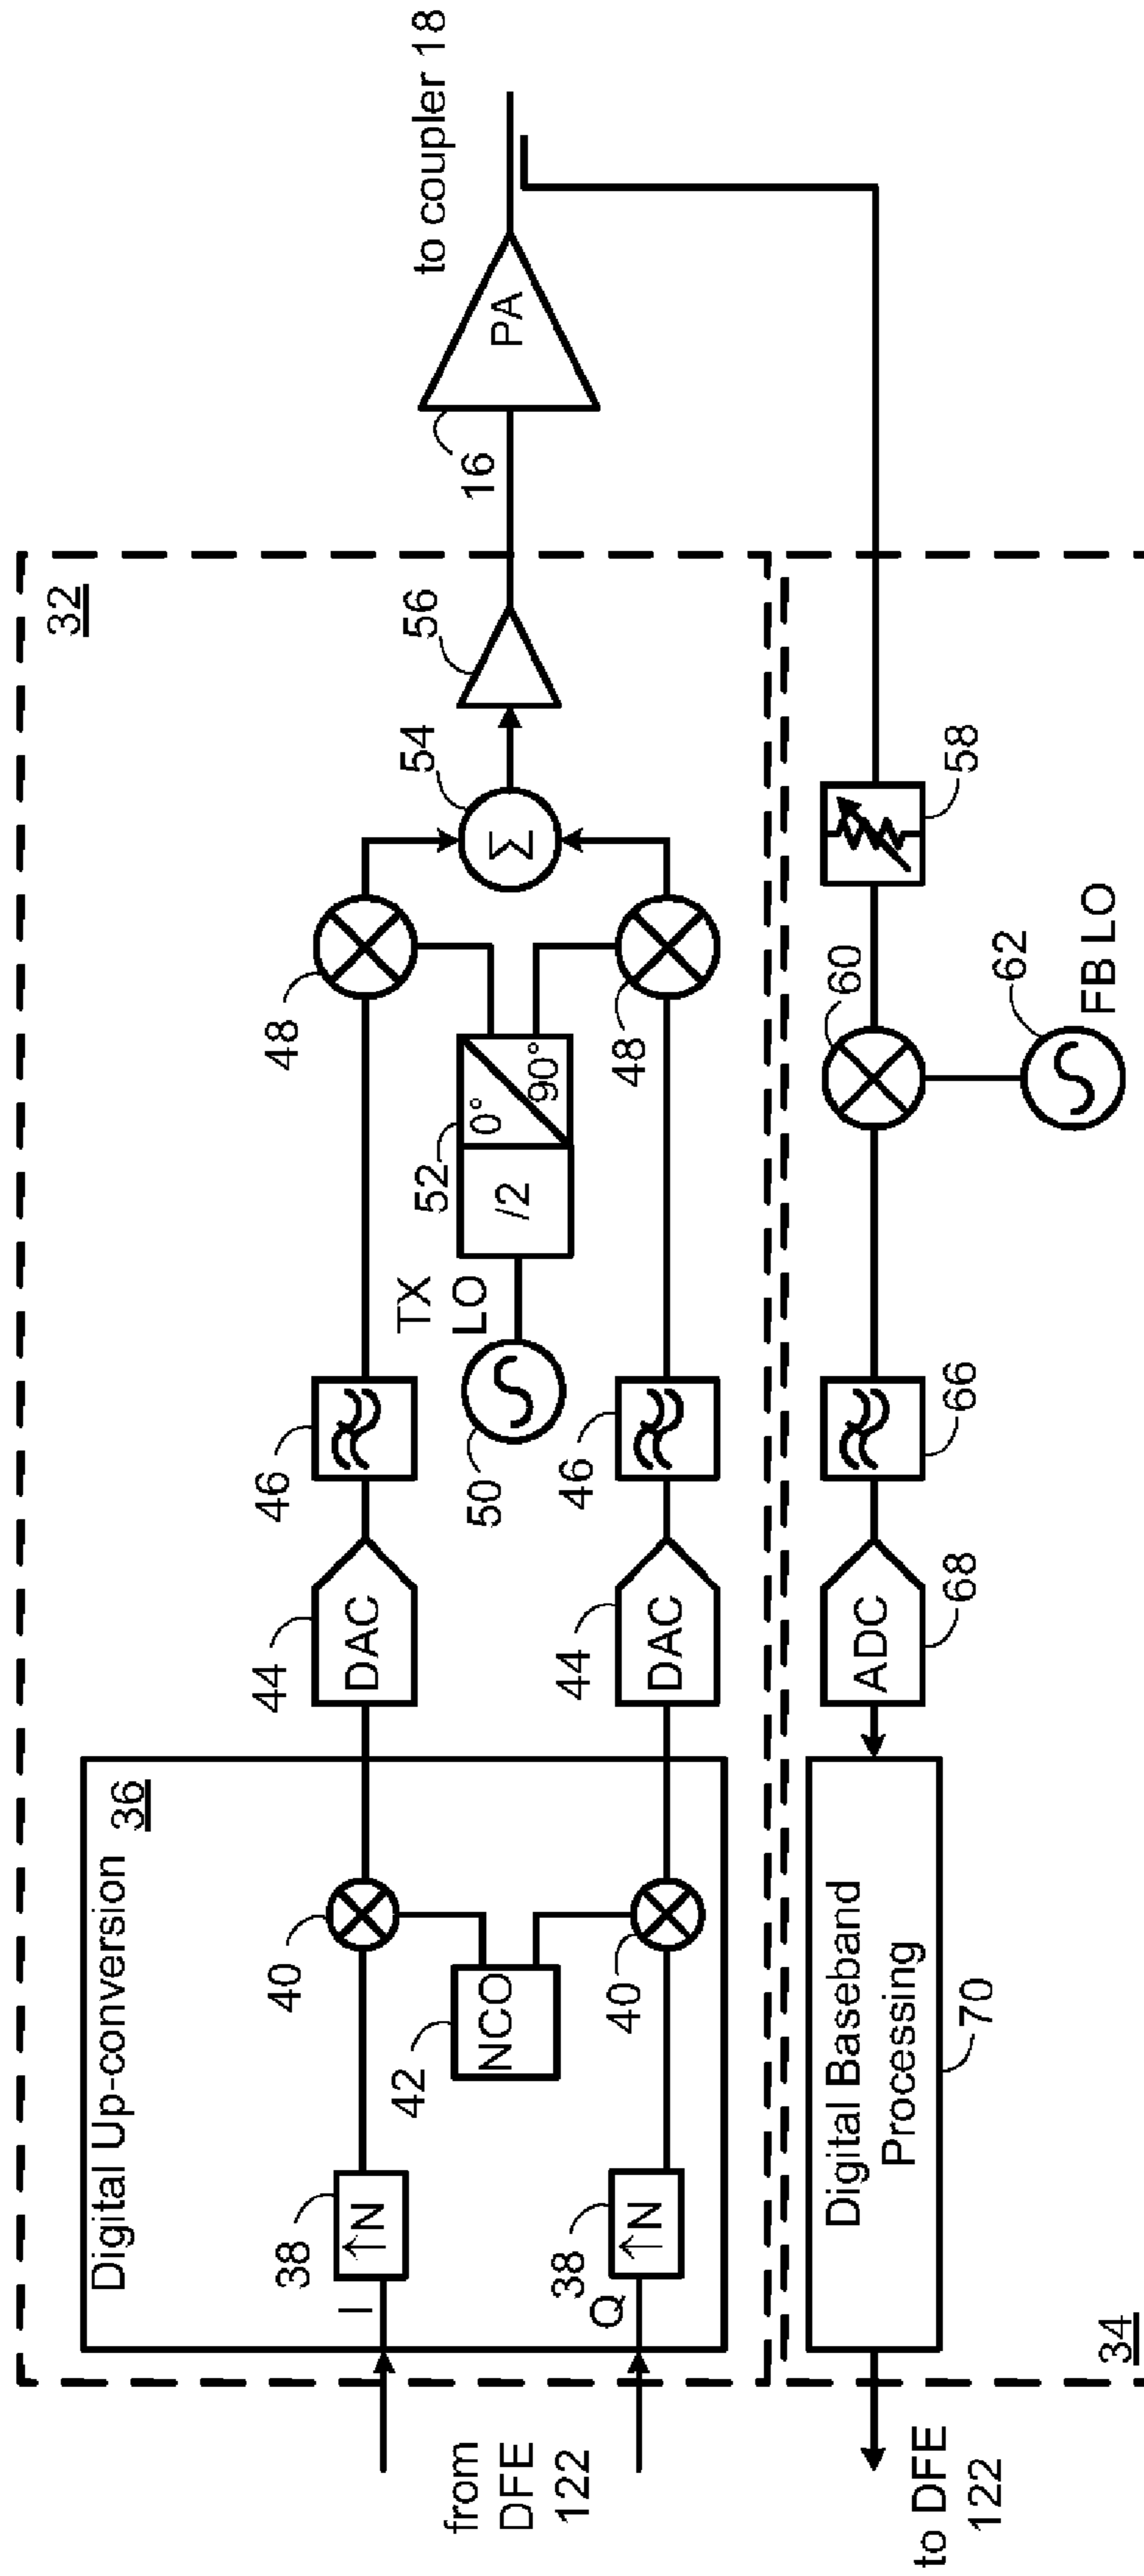 32
Digital Up-conversion 36
from
DFE
122
I
38
↑N
40
42
NCO
Q
38
↑N
40
44
DAC
46
44
DAC
46
48
TX
LO
50
52
/2
0°
90°
48
54
Σ
56
16
PA
to coupler 18
34
to DFE
122
Digital Baseband
Processing
70
ADC
68
66
60
62
FB LO
58